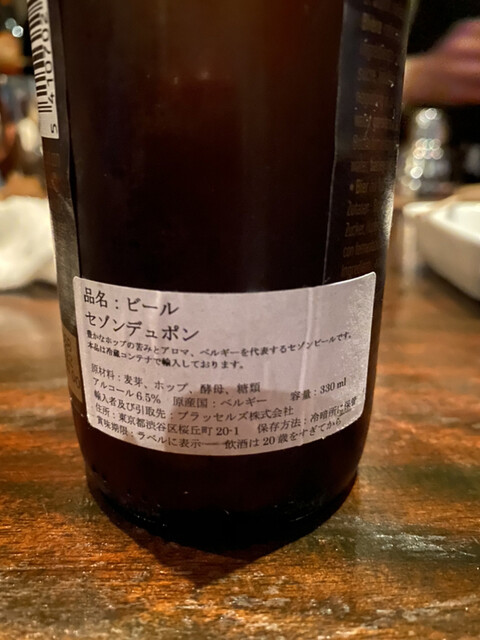 5 41070
品名：ビール
セゾンデュポン
豊かなホップの苦みとアロマ、ベルギーを代表するセゾンビールです。
本品は冷蔵コンテナで輸入しております。
原材料：麦芽、ホップ、酵母、糖類
アルコール6.5% 原産国：ベルギー 容量：330 ml
輸入者及び引取先：ブラッセルズ株式会社
住所：東京都渋谷区桜丘町20-1 保存方法：冷暗所に保管
賞味期限：ラベルに表示 飲酒は20歳をすぎてから